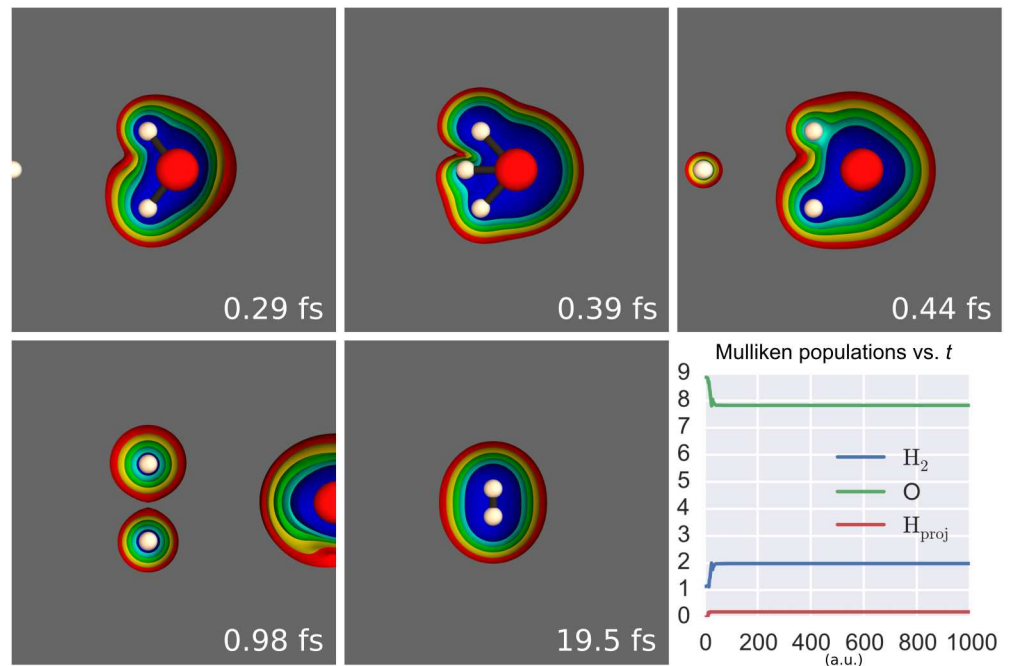 0.29 fs
0.39 fs
0.44 fs
0.98 fs
19.5 fs
Mulliken populations vs. t
9
8
7
6
5
4
3
2
1
0
H₂
O
Hproj
0 200 400 600 800 1000
(a.u.)